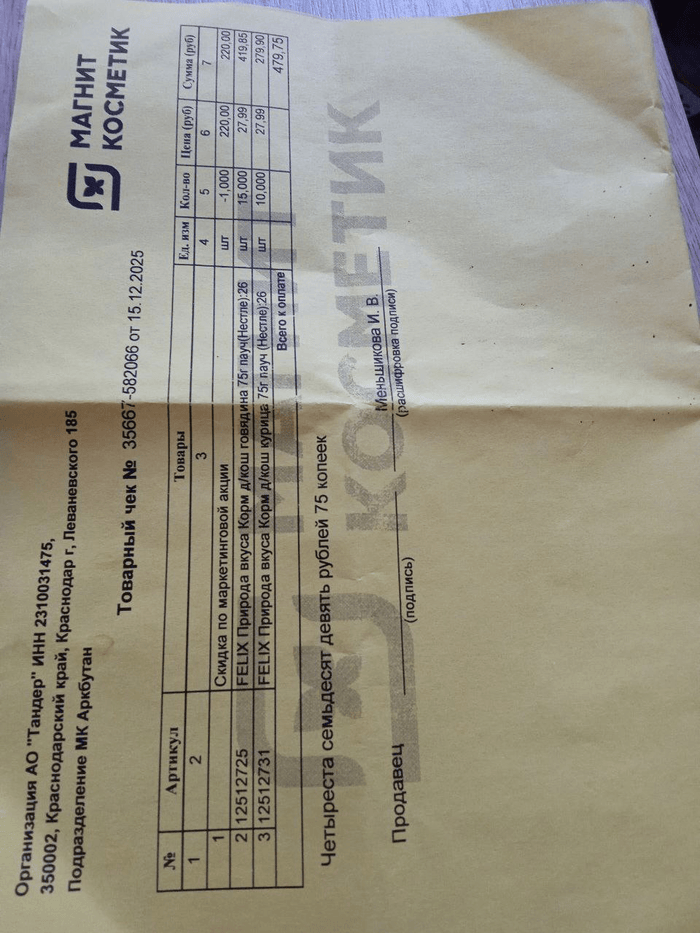 МАГНИТ
КОСМЕТИК
Организация АО "Тандер" ИНН 2310031475,
350002, Краснодарский край, Краснодар г, Леваневского 185
Подразделение МК Аркбутан
Товарный чек № 35667-582066 от 15.12.2025
№ Артикул Товары Ед. изм Кол-во Цена (руб) Сумма (руб)
1 2 3 4 5 6 7
1 Скидка по маркетинговой акции шт -1,000 220,00 220,00
2 12512725 FELIX Природа вкуса Корм д/кош говядина 75г пауч(Нестле):26 шт 15,000 27,99 419,85
3 12512731 FELIX Природа вкуса Корм д/кош курица 75г пауч (Нестле):26 шт 10,000 27,99 279,90
Всего к оплате 479,75
Четыреста семьдесят девять рублей 75 копеек
МАГНИТ
КОСМЕТИК
Продавец Меньшикова И. В.
(подпись) (расшифровка подписи)